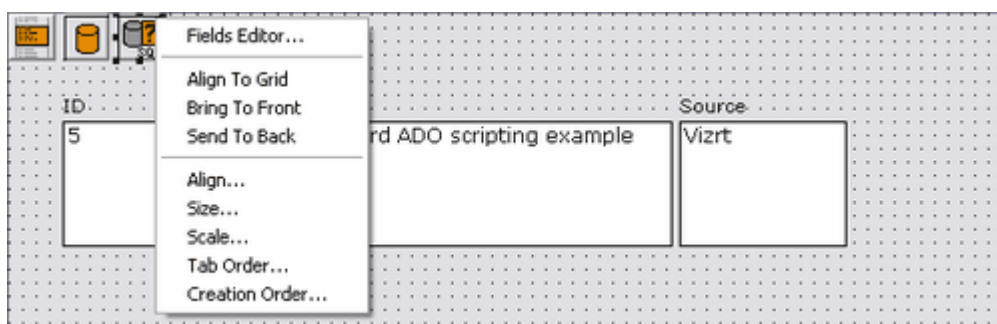 SQ
Fields Editor...
Align To Grid
Bring To Front
Send To Back
Align...
Size...
Scale...
Tab Order...
Creation Order...
ID
Source
5
rd ADO scripting example
Vizrt